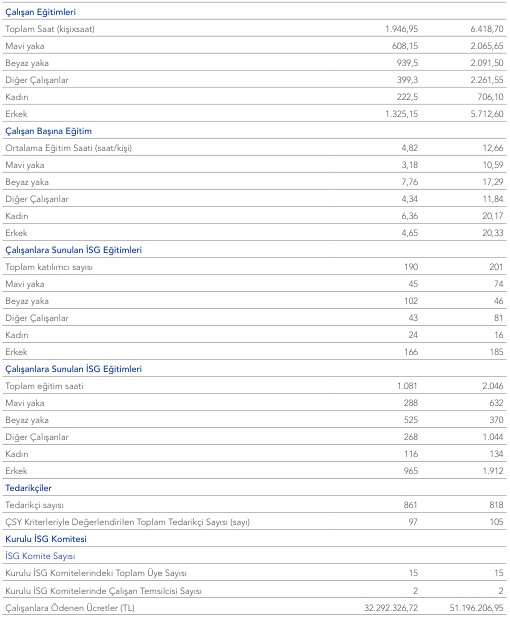 Çalışan Eğitimleri
Toplam Saat (kişixsaat) 1.946,95 6.418,70
Mavi yaka 608,15 2.065,65
Beyaz yaka 939,5 2.091,50
Diğer Çalışanlar 399,3 2.261,55
Kadın 222,5 706,10
Erkek 1.325,15 5.712,60
Çalışan Başına Eğitim
Ortalama Eğitim Saati (saat/kişi) 4,82 12,66
Mavi yaka 3,18 10,59
Beyaz yaka 7,76 17,29
Diğer Çalışanlar 4,34 11,84
Kadın 6,36 20,17
Erkek 4,65 20,33
Çalışanlara Sunulan İSG Eğitimleri
Toplam katılımcı sayısı 190 201
Mavi yaka 45 74
Beyaz yaka 102 46
Diğer Çalışanlar 43 81
Kadın 24 16
Erkek 166 185
Çalışanlara Sunulan İSG Eğitimleri
Toplam eğitim saati 1.081 2.046
Mavi yaka 288 632
Beyaz yaka 525 370
Diğer Çalışanlar 268 1.044
Kadın 116 134
Erkek 965 1.912
Tedarikçiler
Tedarikçi sayısı 861 818
ÇSY Kriterleriyle Değerlendirilen Toplam Tedarikçi Sayısı (sayı) 97 105
Kurulu İSG Komitesi
İSG Komite Sayısı
Kurulu İSG Komitelerindeki Toplam Üye Sayısı 15 15
Kurulu İSG Komitelerinde Çalışan Temsilcisi Sayısı 2 2
Çalışanlara Ödenen Ücretler (TL) 32.292.326,72 51.196.206,95